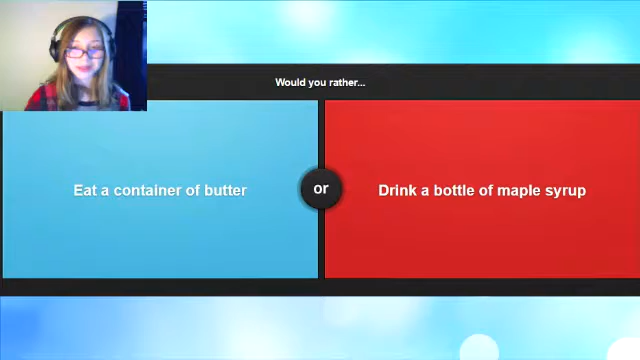 Would you rather...
Eat a container of butter
or
Drink a bottle of maple syrup